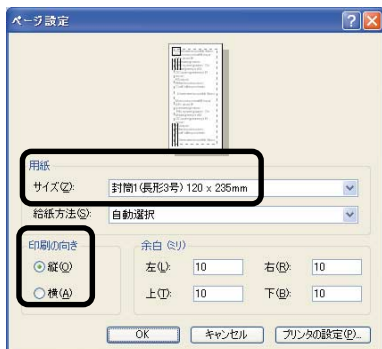 ページ設定
用紙
サイズ(Z): 封筒1(長形3号) 120 x 235mm
給紙方法(S): 自動選択
印刷の向き
縦(O)
横(A)
余白 (ミリ)
左(L): 10 右(R): 10
上(T): 10 下(B): 10
OK キャンセル プリンタの設定(P)...